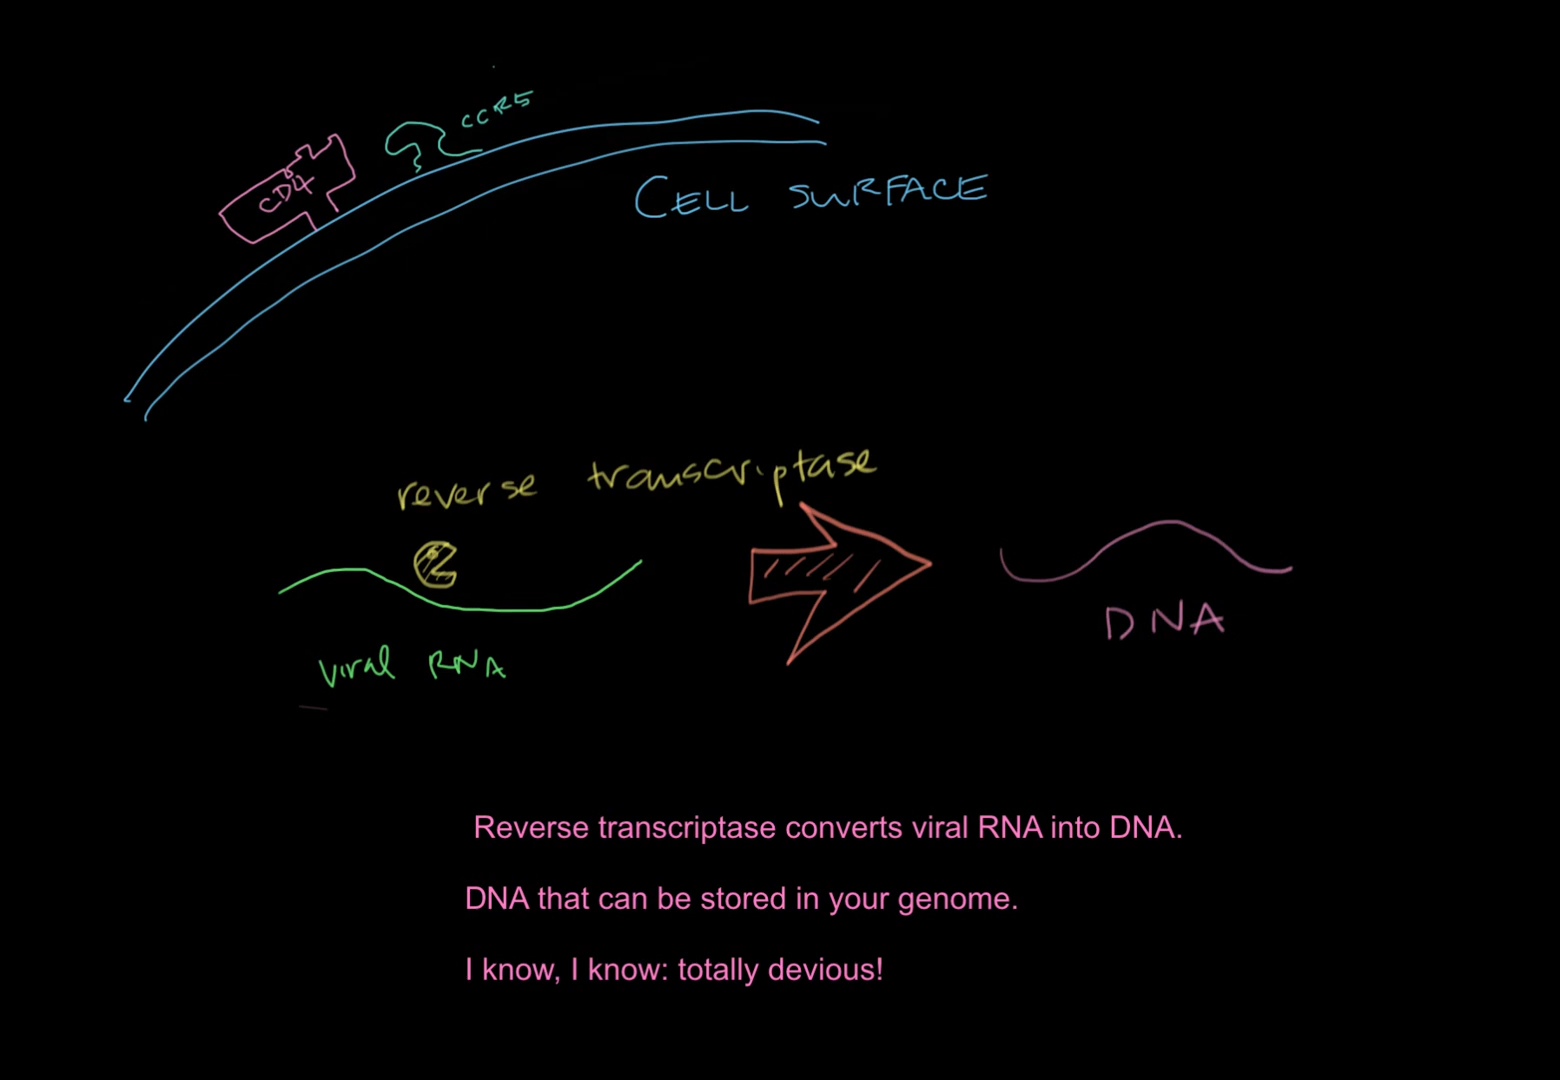 CCR5
CD4
CELL SURFACE
reverse transcriptase
viral RNA
DNA
Reverse transcriptase converts viral RNA into DNA.
DNA that can be stored in your genome.
I know, I know: totally devious!